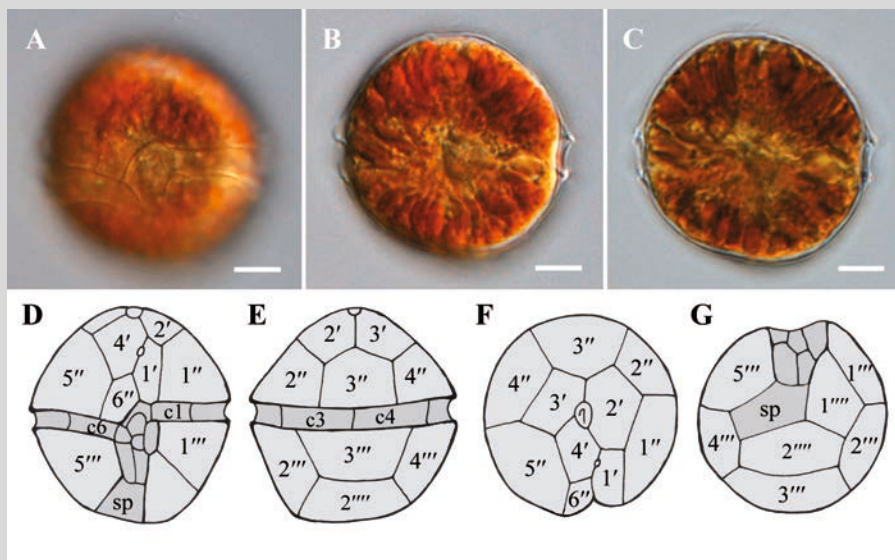 A
B
C
D
2′
4′
5″ 1′ 1″
6″
c6 c1
5‴ 1‴
sp
E
2′ 3′
2″ 3″ 4″
c3 c4
2‴ 3‴ 4‴
2⁗
F
3″
2″
4″
3′ 2′
1″
4′
5″ 1′
6″
G
5‴ 1‴
sp 1⁗
4‴ 2⁗ 2‴
3‴